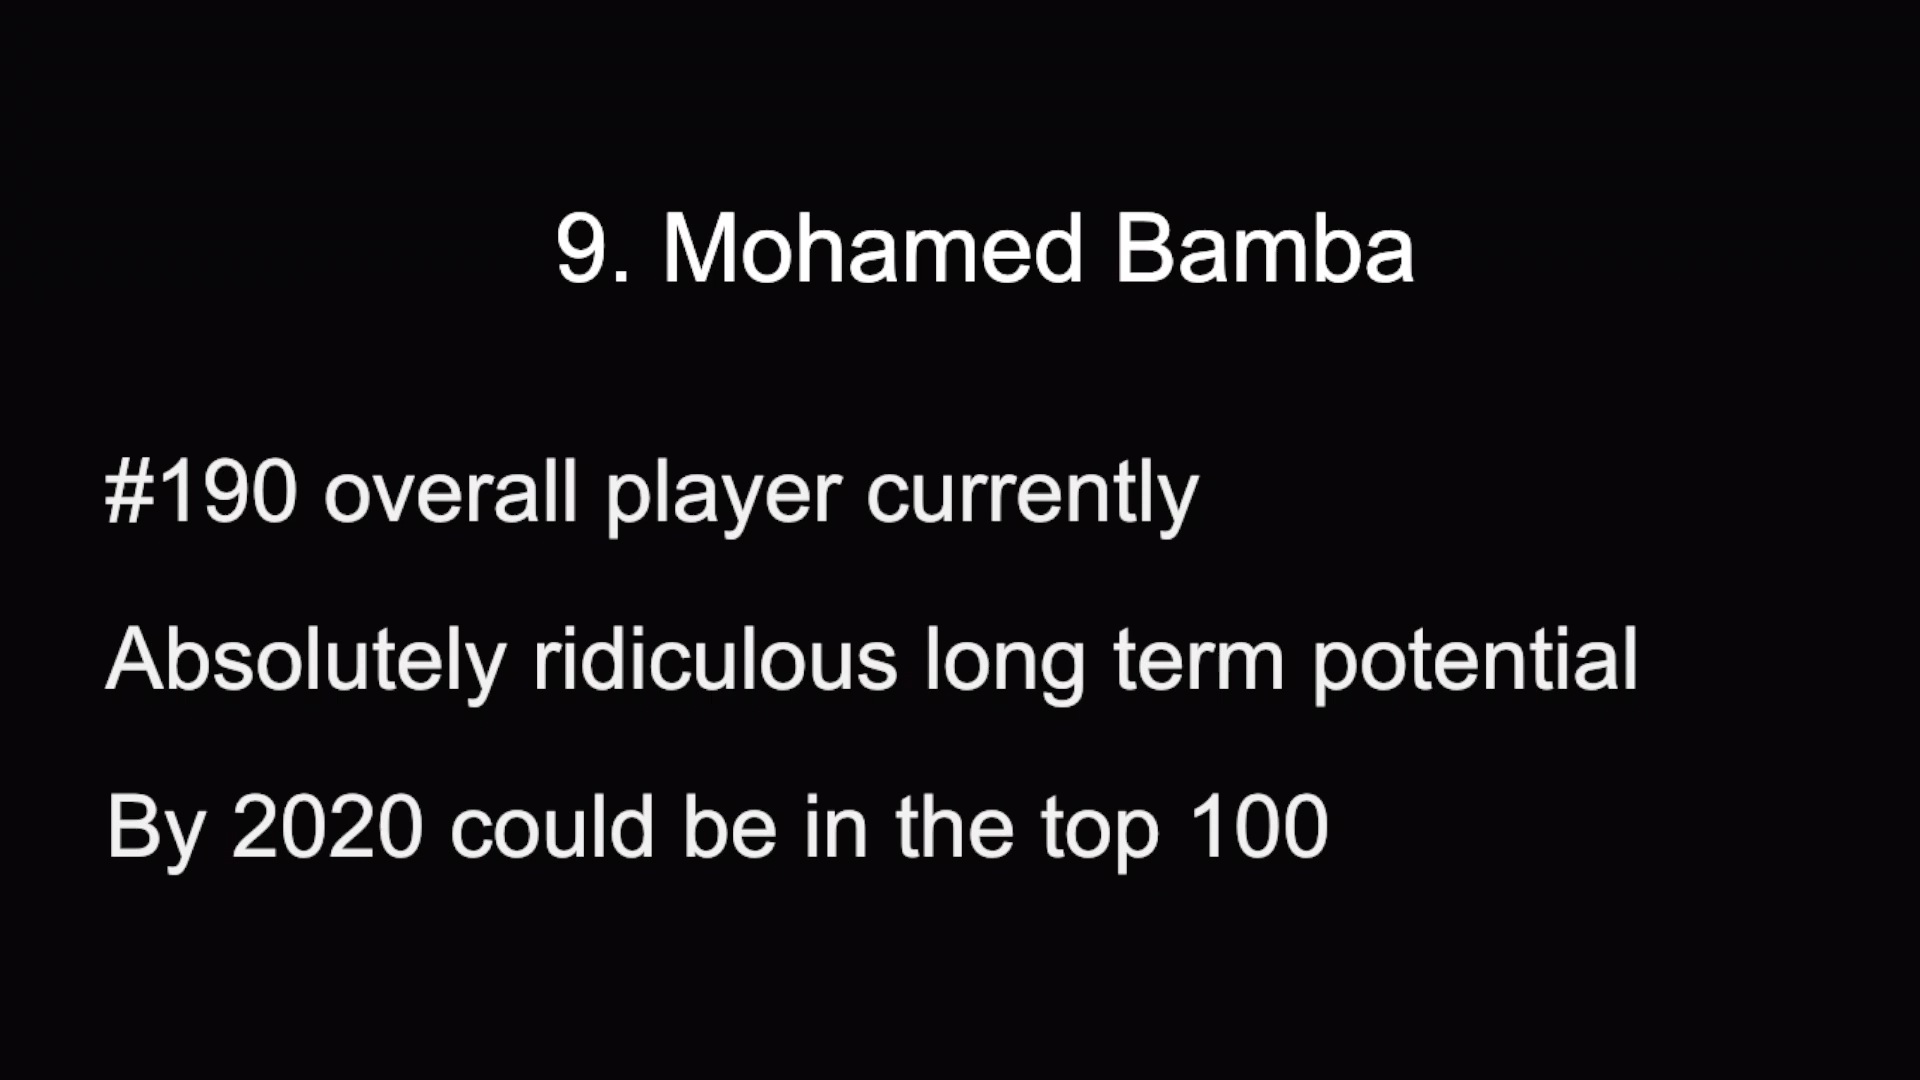 9. Mohamed Bamba
#190 overall player currently
Absolutely ridiculous long term potential
By 2020 could be in the top 100